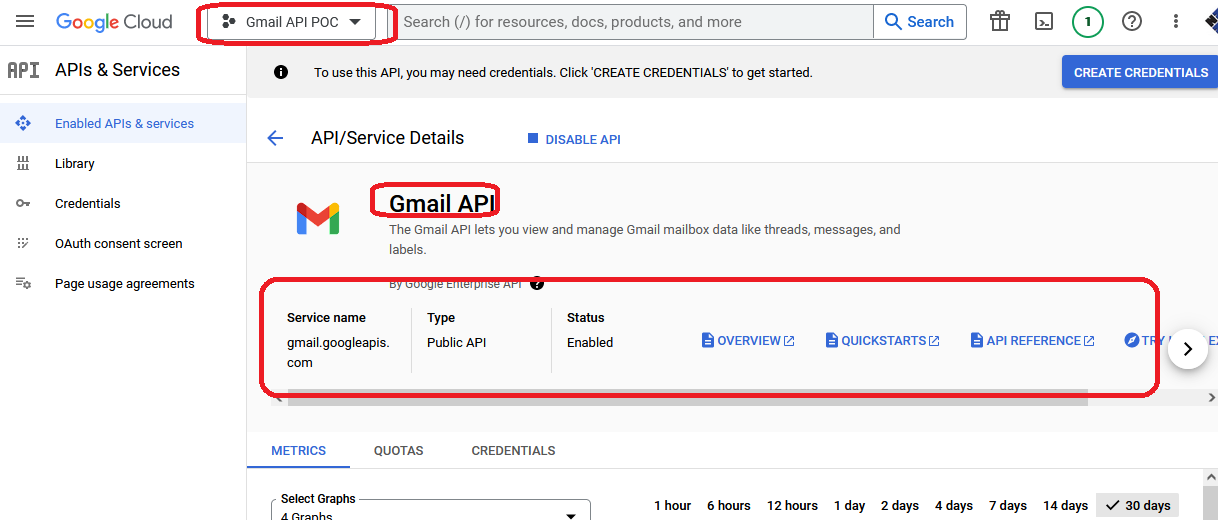 Google Cloud
Gmail API POC
Search (/) for resources, docs, products, and more
Search
1
API
APIs & Services
To use this API, you may need credentials. Click 'CREATE CREDENTIALS' to get started.
CREATE CREDENTIALS
Enabled APIs & services
Library
Credentials
OAuth consent screen
Page usage agreements
API/Service Details
DISABLE API
Gmail API
The Gmail API lets you view and manage Gmail mailbox data like threads, messages, and
labels.
By Google Enterprise API
Service name
gmail.googleapis.
com
Type
Public API
Status
Enabled
OVERVIEW
QUICKSTARTS
API REFERENCE
TRY
METRICS
QUOTAS
CREDENTIALS
Select Graphs
4 Graphs
1 hour
6 hours
12 hours
1 day
2 days
4 days
7 days
14 days
30 days